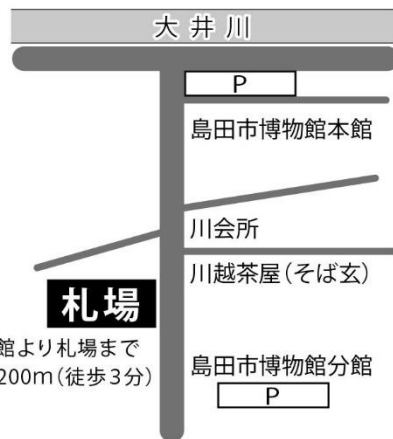 大井川
P
島田市博物館本館
川会所
川越茶屋(そば玄)
札場
館より札場まで
200m(徒歩3分)
島田市博物館分館
P